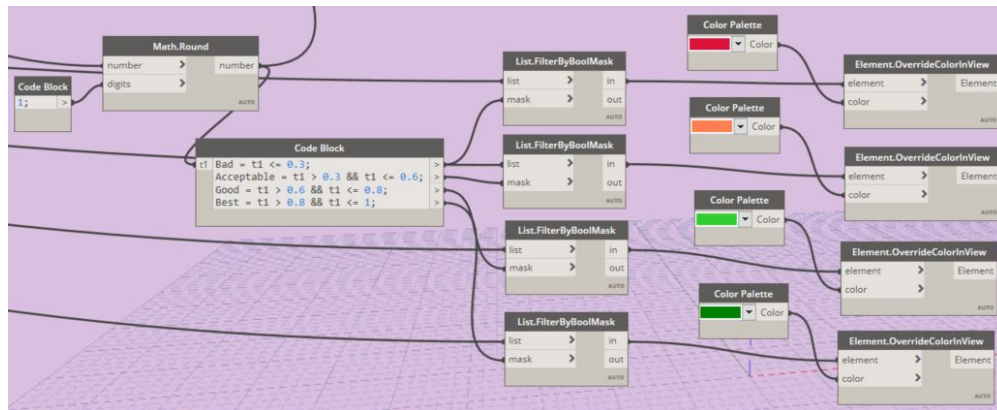 Math.Round
number > number >
digits >
AUTO
Code Block
1; >
Code Block
t1 Bad = t1 <= 0.3; >
Acceptable = t1 > 0.3 && t1 <= 0.6; >
Good = t1 > 0.6 && t1 <= 0.8; >
Best = t1 > 0.8 && t1 <= 1; >
List.FilterByBoolMask
list > in
mask > out
AUTO
List.FilterByBoolMask
list > in
mask > out
AUTO
List.FilterByBoolMask
list > in
mask > out
AUTO
List.FilterByBoolMask
list > in
mask > out
AUTO
Color Palette
Color
Color Palette
Color
Color Palette
Color
Color Palette
Color
Element.OverrideColorInView
element > Element
color >
AUTO
Element.OverrideColorInView
element > Element
color >
AUTO
Element.OverrideColorInView
element > Element
color >
AUTO
Element.OverrideColorInView
element > Element
color >
AUTO